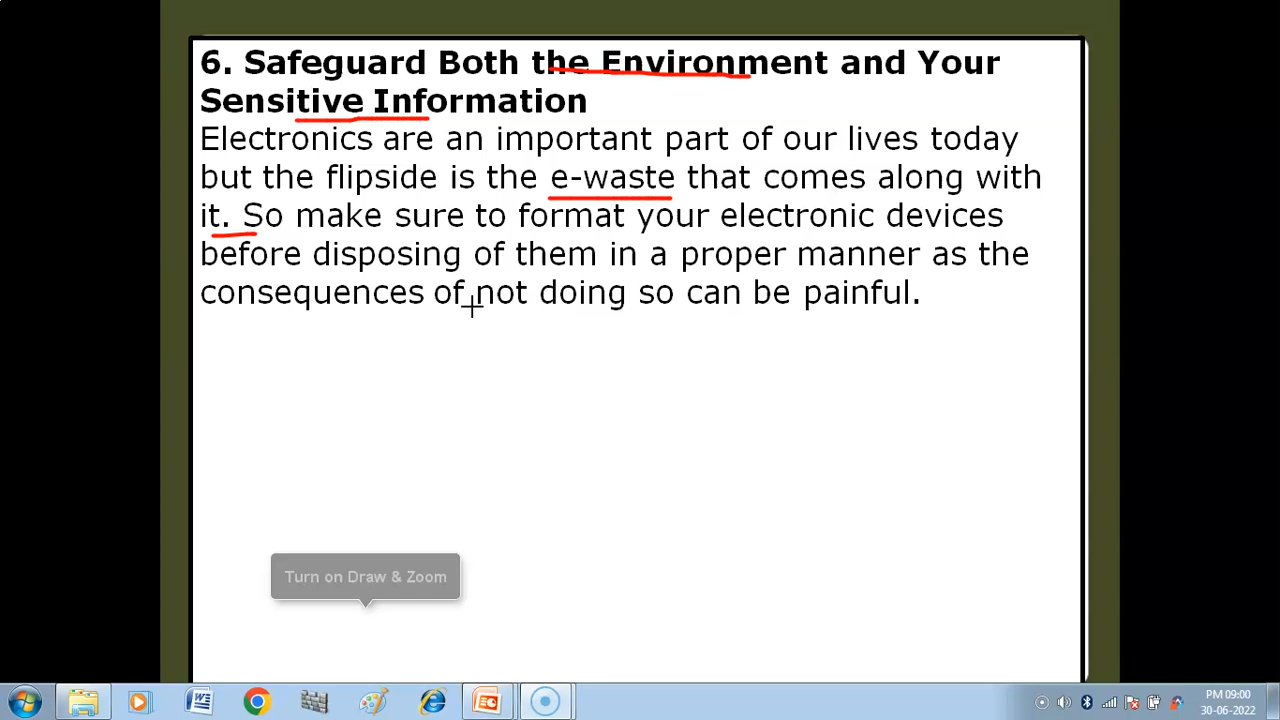 6. Safeguard Both the Environment and Your
Sensitive Information
Electronics are an important part of our lives today
but the flipside is the e-waste that comes along with
it. So make sure to format your electronic devices
before disposing of them in a proper manner as the
consequences of not doing so can be painful.
Turn on Draw & Zoom
PM 09:00
30-06-2022